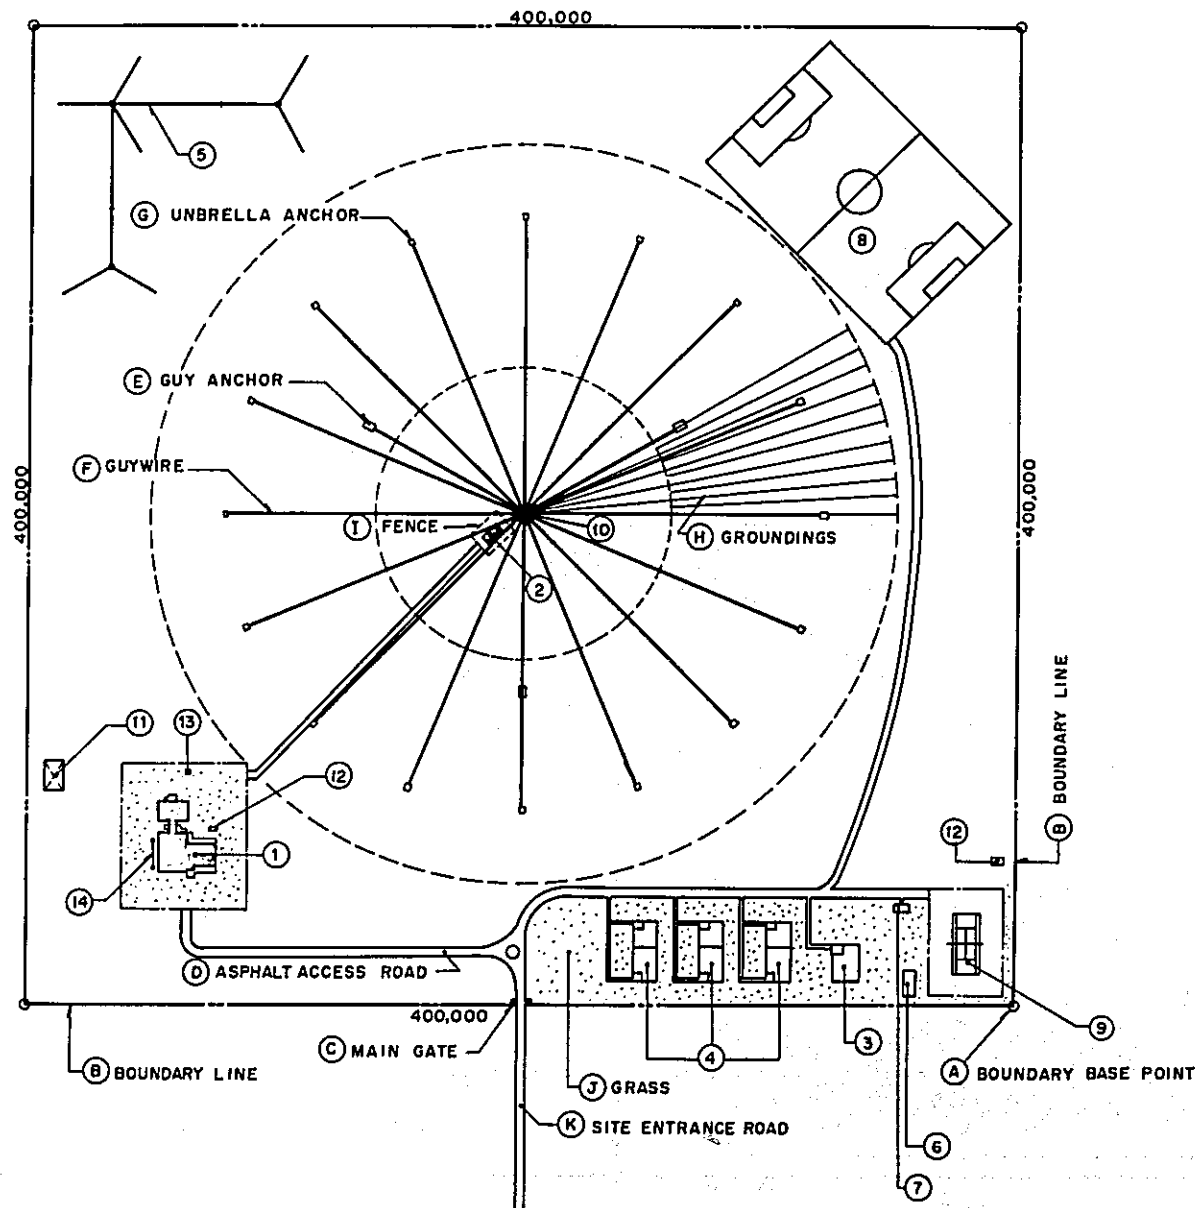 400,000
5
G UNBRELLA ANCHOR
8
E GUY ANCHOR
F GUYWIRE
400,000
400,000
I FENCE
10
H GROUNDINGS
2
B BOUNDARY LINE
11
13
12
12
1
14
D ASPHALT ACCESS ROAD
400,000
C MAIN GATE
4
3
9
B BOUNDARY LINE
J GRASS
A BOUNDARY BASE POINT
K SITE ENTRANCE ROAD
6
7